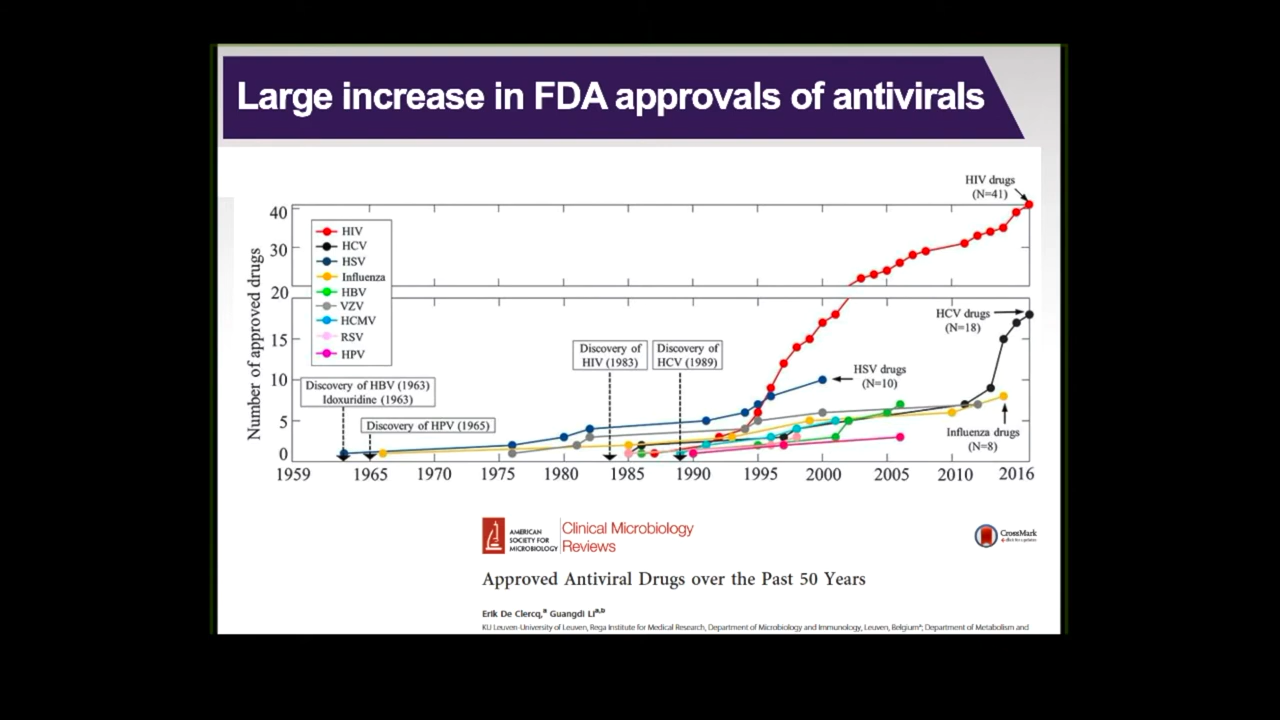 Large increase in FDA approvals of antivirals
HIV drugs
(N=41)
40
30
20
15
10
5
0
Number of approved drugs
HIV
HCV
HSV
Influenza
HBV
VZV
HCMV
RSV
HPV
Discovery of HBV (1963)
Idoxuridine (1963)
Discovery of HPV (1965)
Discovery of
HIV (1983)
Discovery of
HCV (1989)
HSV drugs
(N=10)
HCV drugs
(N=18)
Influenza drugs
(N=8)
1959 1965 1970 1975 1980 1985 1990 1995 2000 2005 2010 2016
AMERICAN
SOCIETY FOR
MICROBIOLOGY
Clinical Microbiology
Reviews
CrossMark
Approved Antiviral Drugs over the Past 50 Years
Erik De Clercq,a Guangdi Lia,b
KU Leuven-University of Leuven, Rega Institute for Medical Research, Department of Microbiology and Immunology, Leuven, Belgiuma; Department of Metabolism and